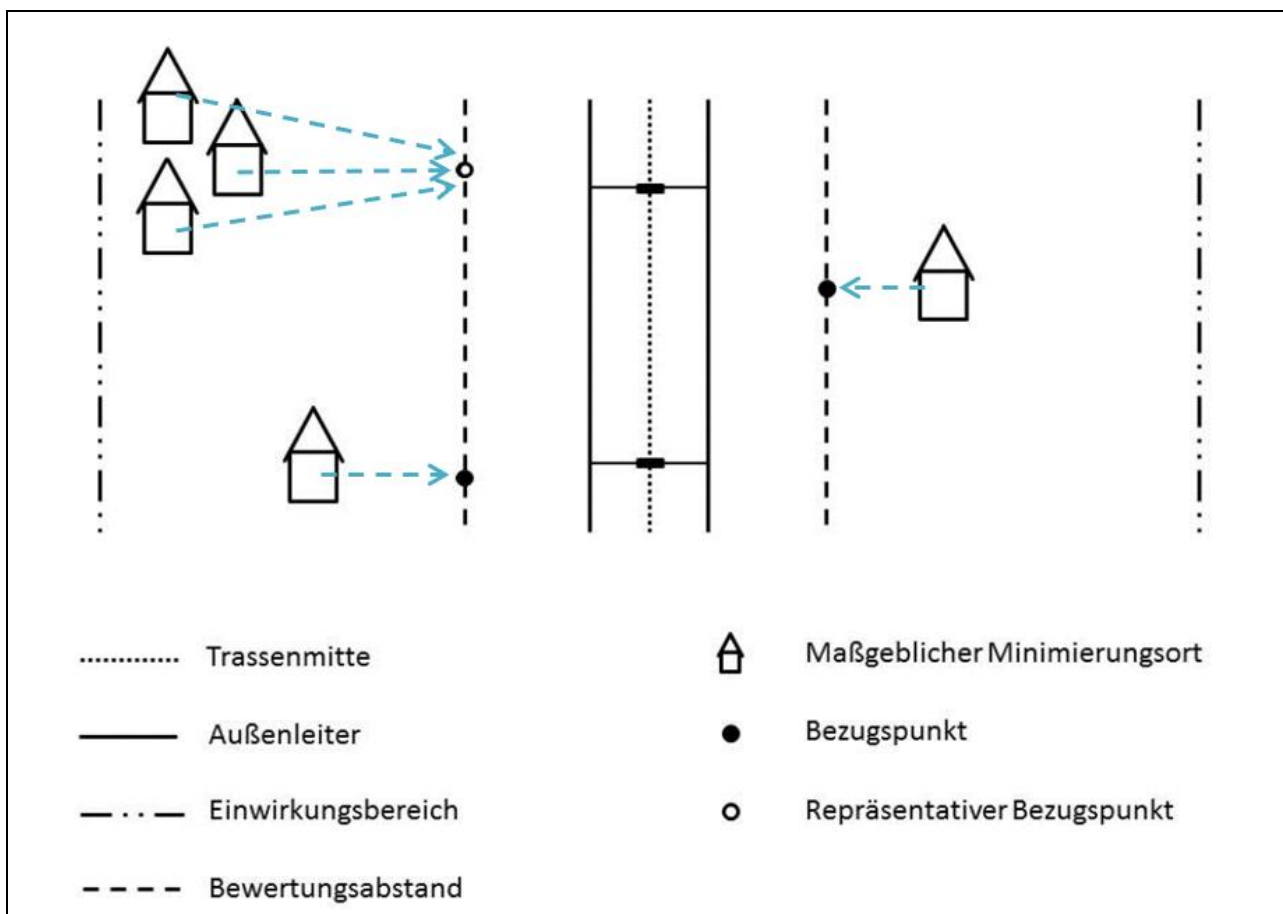 Trassenmitte
Außenleiter
Einwirkungsbereich
Bewertungsabstand
Maßgeblicher Minimierungsort
Bezugspunkt
Repräsentativer Bezugspunkt